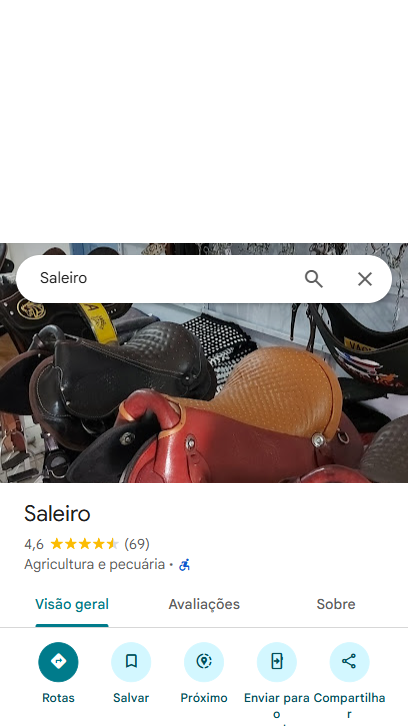 Saleiro
Saleiro
4,6 (69)
Agricultura e pecuária ·
Visão geral
Avaliações
Sobre
Rotas
Salvar
Próximo
Enviar para o
Compartilhar